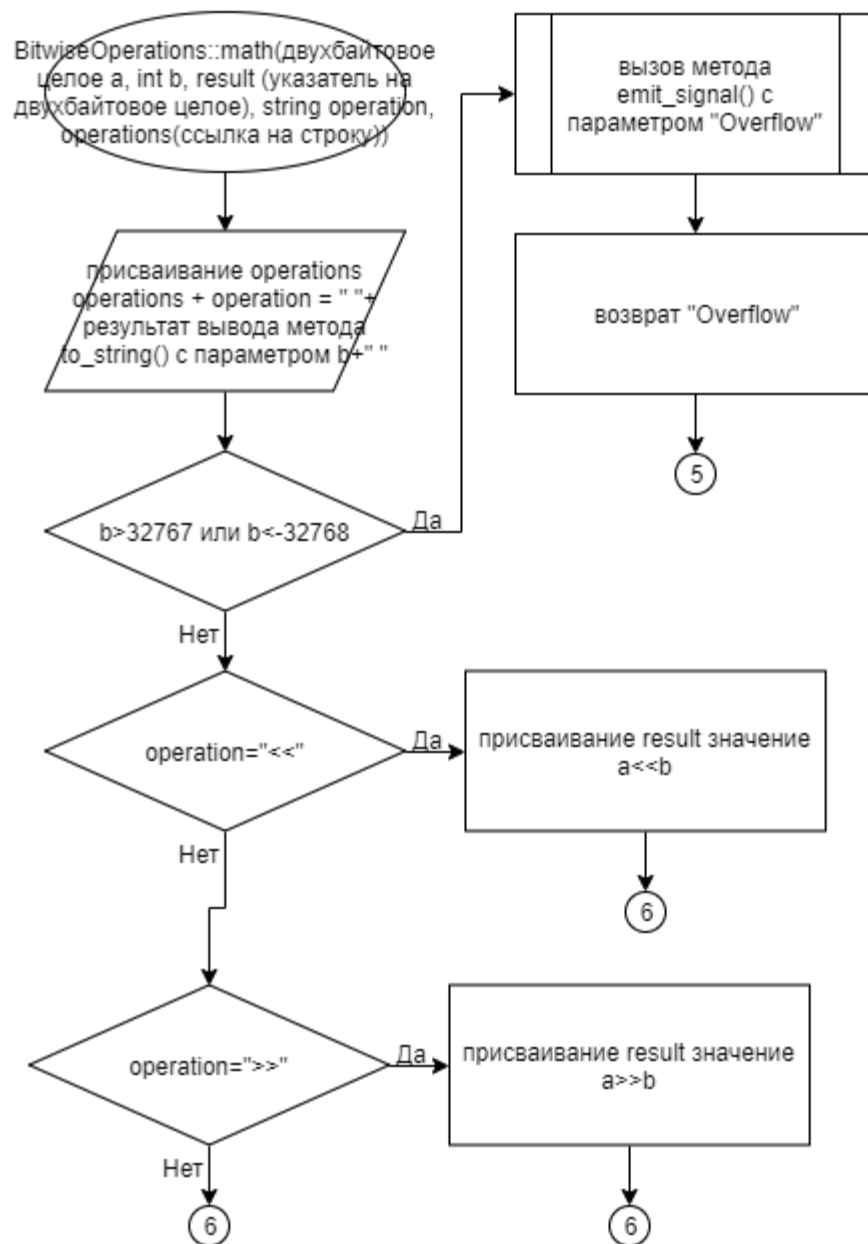 BitwiseOperations::math(двухбайтовое
целое a, int b, result (указатель на
двухбайтовое целое), string operation,
operations(ссылка на строку))
вызов метода
emit_signal() с
параметром "Overflow"
присваивание operations
operations + operation = " "+
результат вывода метода
to_string() с параметром b+" "
возврат "Overflow"
5
b>32767 или b<-32768
Да
Нет
operation="<<"
Да
присваивание result значение
a<<b
Нет
6
operation=">>"
Да
присваивание result значение
a>>b
Нет
6
6